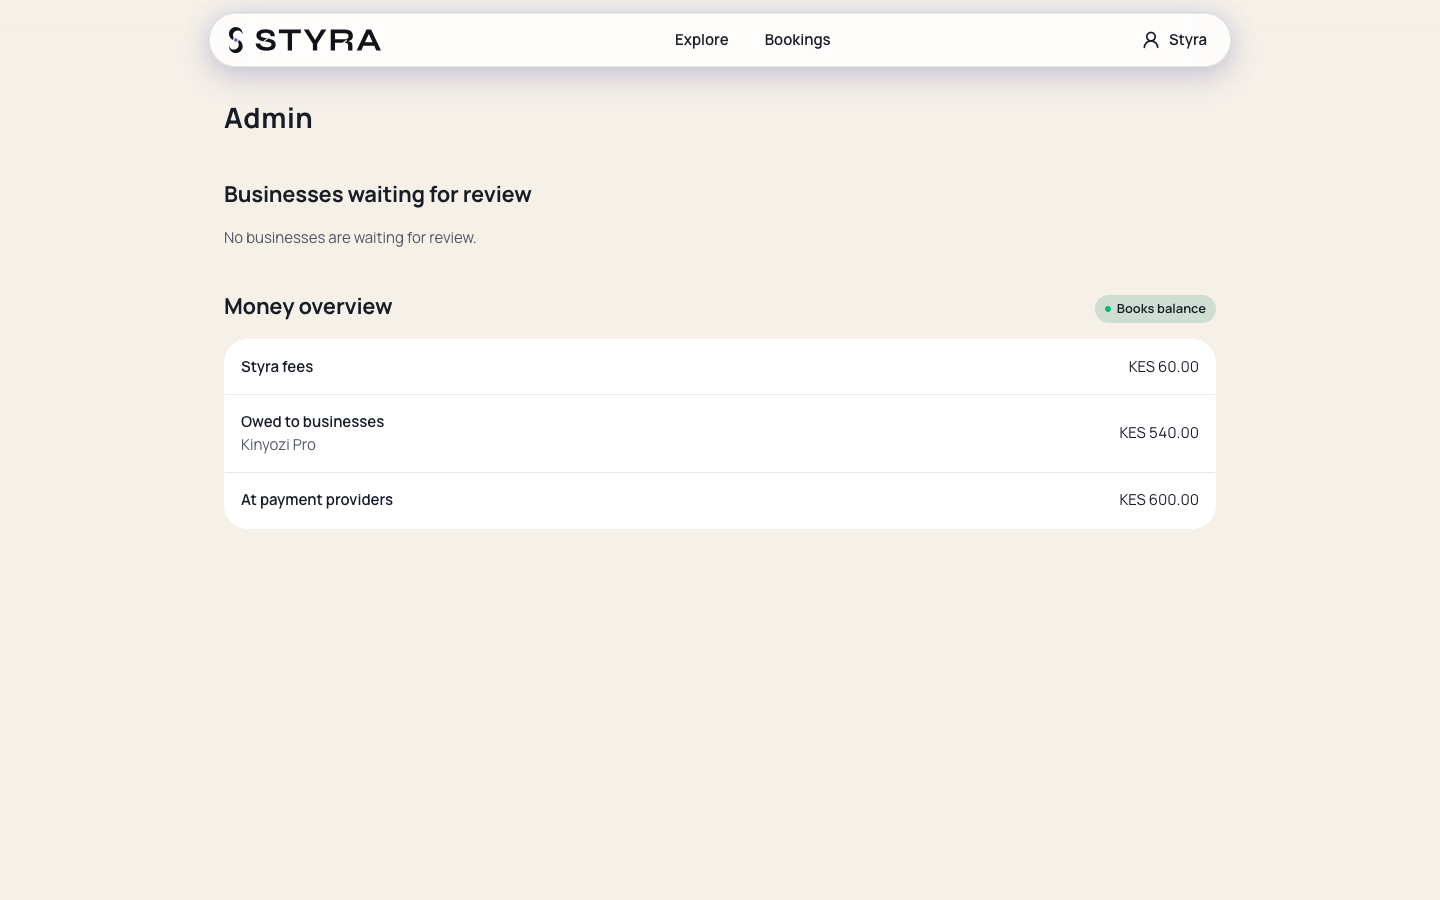 STYRA
Explore
Bookings
Styra
Admin
Businesses waiting for review
No businesses are waiting for review.
Money overview
Books balance
Styra fees
KES 60.00
Owed to businesses
Kinyozi Pro
KES 540.00
At payment providers
KES 600.00